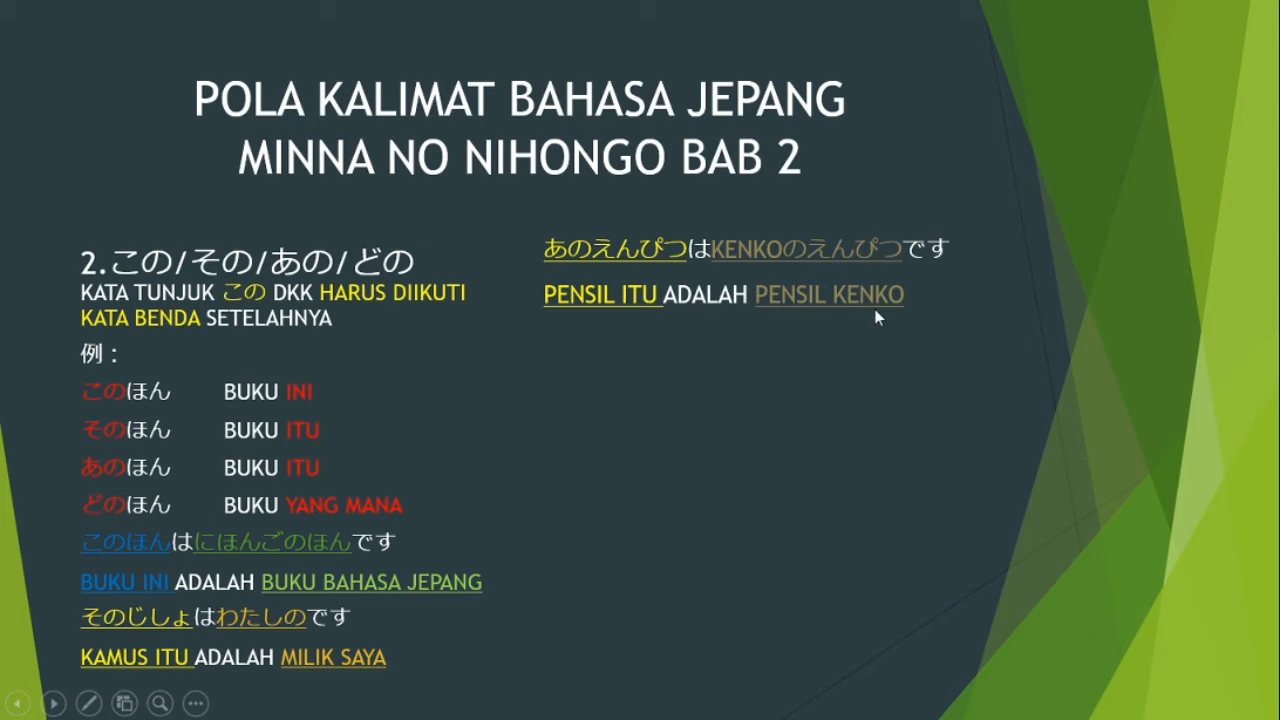 POLA KALIMAT BAHASA JEPANG
MINNA NO NIHONGO BAB 2
2.この/その/あの/どの
KATA TUNJUK この DKK HARUS DIIKUTI
KATA BENDA SETELAHNYA
例：
このほん BUKU INI
そのほん BUKU ITU
あのほん BUKU ITU
どのほん BUKU YANG MANA
このほんはにほんごのほんです
BUKU INI ADALAH BUKU BAHASA JEPANG
そのじしょはわたしのです
KAMUS ITU ADALAH MILIK SAYA
あのえんぴつはKENKOのえんぴつです
PENSIL ITU ADALAH PENSIL KENKO